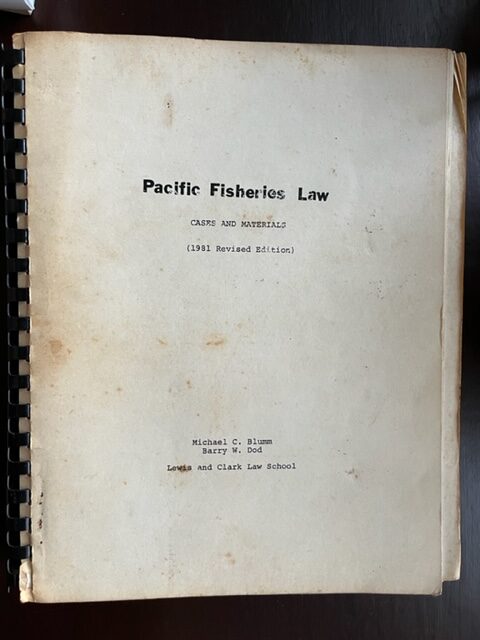 Pacific Fisheries Law
CASES AND MATERIALS
(1981 Revised Edition)
Michael C. Blumm
Barry W. Dod
Lewis and Clark Law School